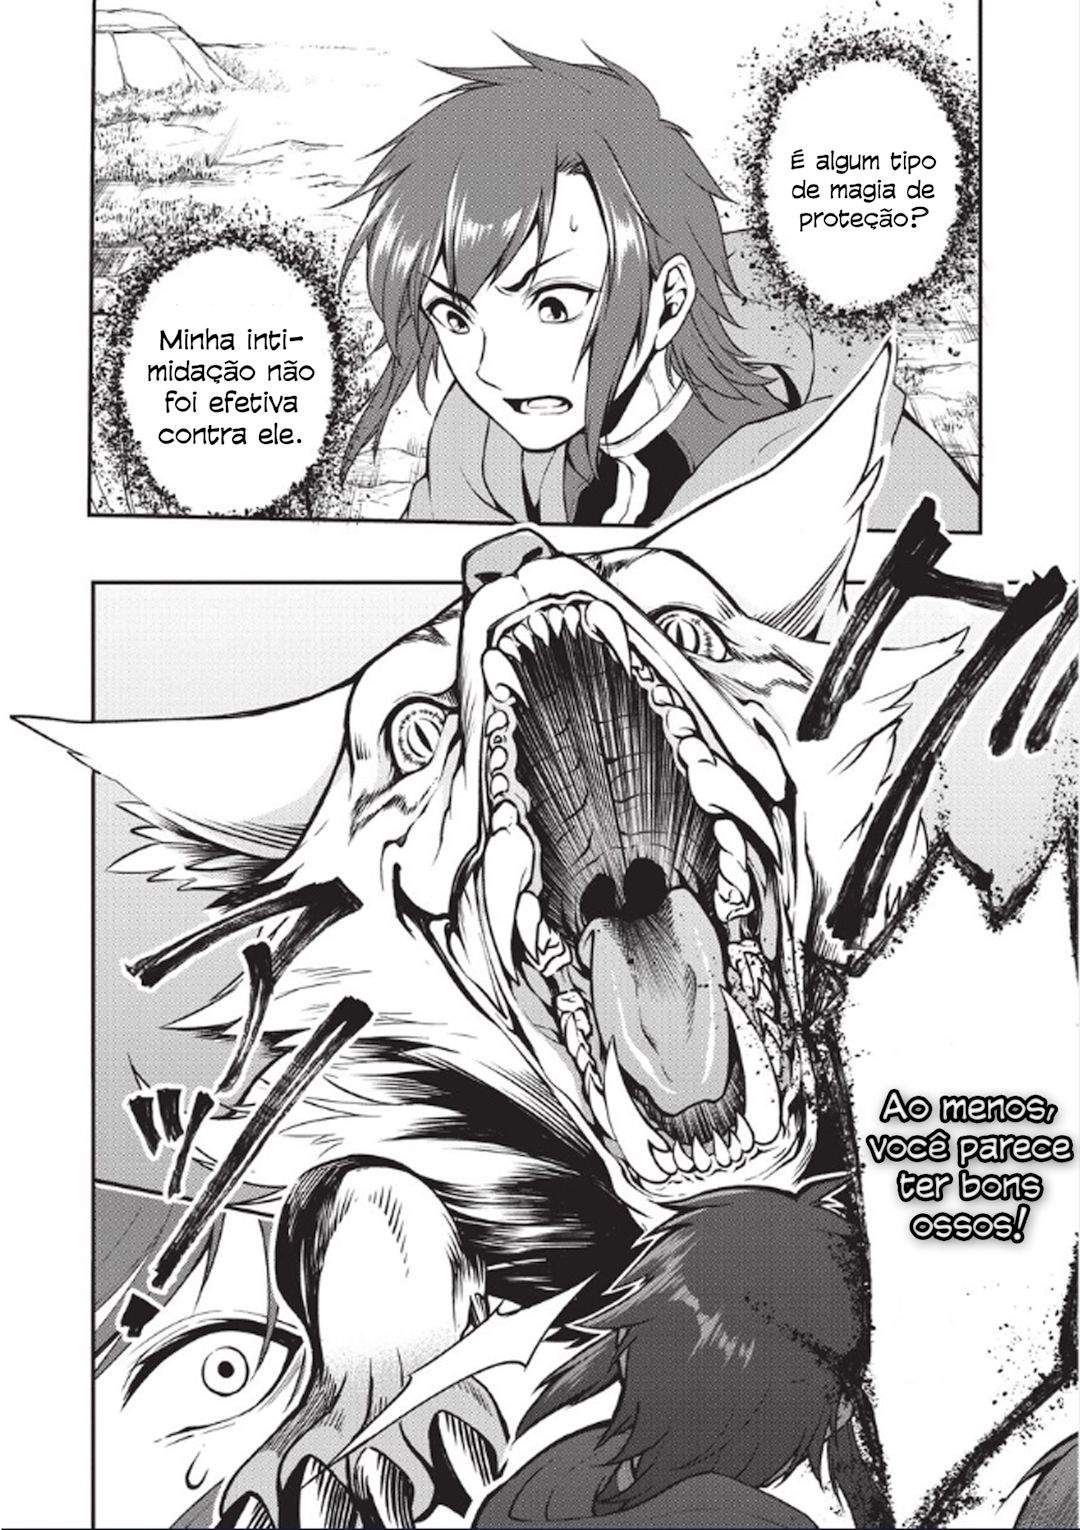 É algum tipo
de magia de
proteção?
Minha inti-
midação não
foi efetiva
contra ele.
Ao menos,
você parece
ter bons
ossos!